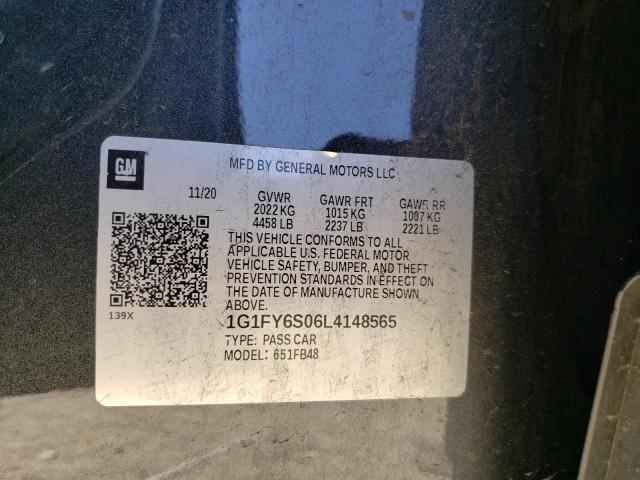 GM
MFD BY GENERAL MOTORS LLC
11/20 GVWR GAWR FRT GAWR RR
2022 KG 1015 KG 1007 KG
4458 LB 2237 LB 2221 LB
THIS VEHICLE CONFORMS TO ALL
APPLICABLE U.S. FEDERAL MOTOR
VEHICLE SAFETY, BUMPER, AND THEFT
PREVENTION STANDARDS IN EFFECT ON
THE DATE OF MANUFACTURE SHOWN
ABOVE.
139X
1G1FY6S06L4148565
TYPE: PASS CAR
MODEL: 651FB48